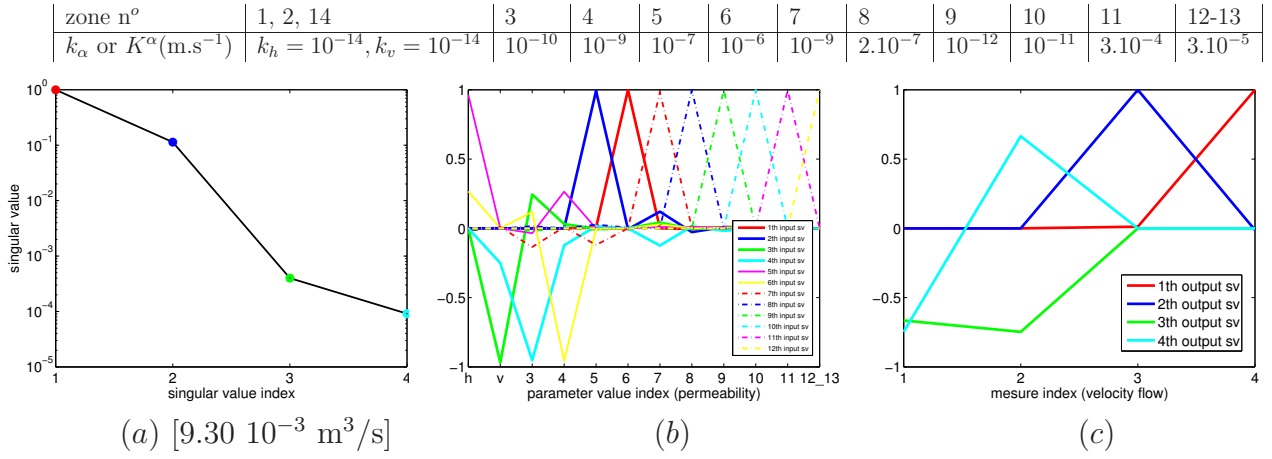 zone nᵒ 1, 2, 14 3 4 5 6 7 8 9 10 11 12-13
k_α or K^α(m.s⁻¹) k_h = 10⁻¹⁴, k_v = 10⁻¹⁴ 10⁻¹⁰ 10⁻⁹ 10⁻⁷ 10⁻⁶ 10⁻⁹ 2.10⁻⁷ 10⁻¹² 10⁻¹¹ 3.10⁻⁴ 3.10⁻⁵
10⁰
10⁻¹
10⁻²
10⁻³
10⁻⁴
10⁻⁵
singular value
1 2 3 4
singular value index
(a) [9.30 10⁻³ m³/s]
1
0.5
0
−0.5
−1
1th input sv
2th input sv
3th input sv
4th input sv
5th input sv
6th input sv
7th input sv
8th input sv
9th input sv
10th input sv
11th input sv
12th input sv
h v 3 4 5 6 7 8 9 10 11 12_13
parameter value index (permeability)
(b)
1
0.5
0
−0.5
−1
1th output sv
2th output sv
3th output sv
4th output sv
1 2 3 4
mesure index (velocity flow)
(c)